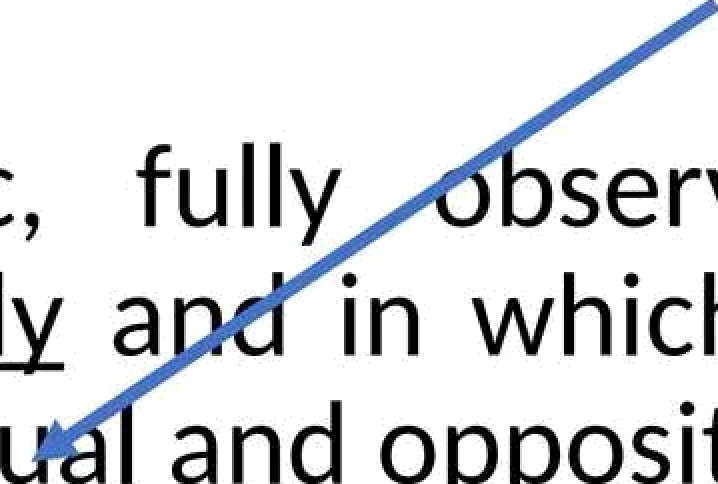 c, fully observ
ly and in which
ual and opposit